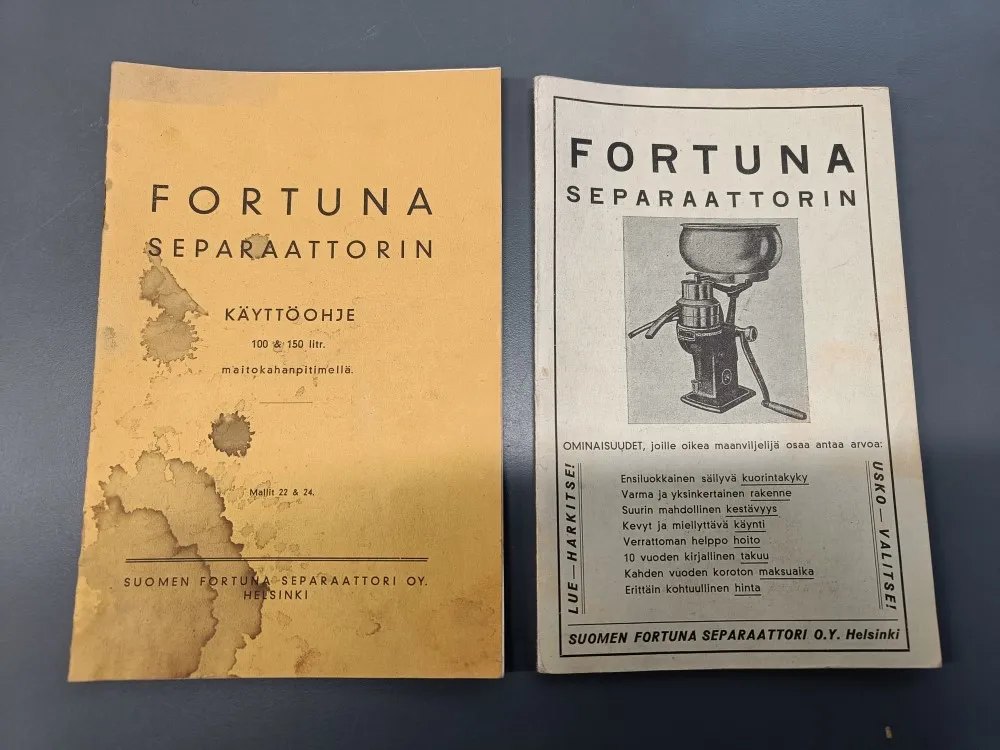 FORTUNA
SEPARAATTORIN
KÄYTTÖOHJE
100 & 150 litr.
maitokahanpitimellä.
Mallit 22 & 24.
SUOMEN FORTUNA SEPARAATTORI OY.
HELSINKI
FORTUNA
SEPARAATTORIN
OMINAISUUDET, joille oikea maanviljelijä osaa antaa arvoa:
LUE—HARKITSE!
Ensiluokkainen säilyvä kuorintakyky
Varma ja yksinkertainen rakenne
Suurin mahdollinen kestävyys
Kevyt ja miellyttävä käynti
Verrattoman helppo hoito
10 vuoden kirjallinen takuu
Kahden vuoden koroton maksuaika
Erittäin kohtuullinen hinta
USKO—VALITSE!
SUOMEN FORTUNA SEPARAATTORI O.Y. Helsinki